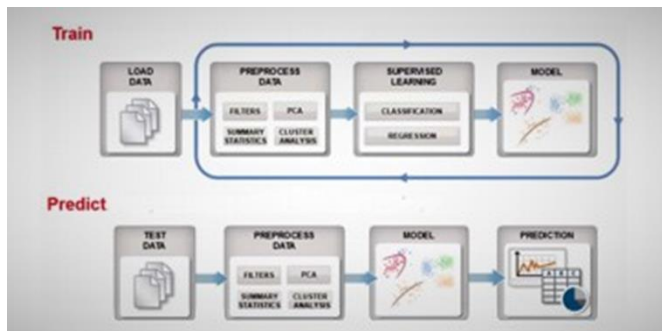 Train
LOAD
DATA
PREPROCESS
DATA
FILTERS
PCA
SUMMARY
STATISTICS
CLUSTER
ANALYSIS
SUPERVISED
LEARNING
CLASSIFICATION
REGRESSION
MODEL
Predict
TEST
DATA
PREPROCESS
DATA
FILTERS
PCA
SUMMARY
STATISTICS
CLUSTER
ANALYSIS
MODEL
PREDICTION